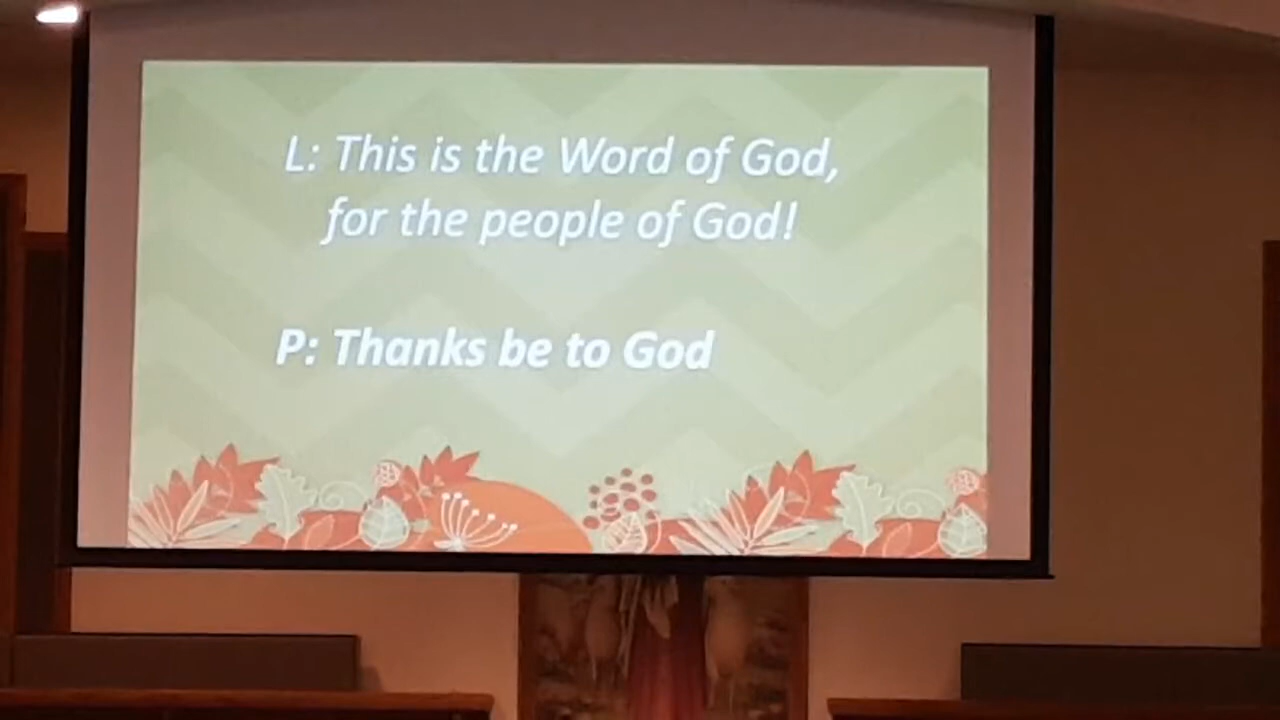 L: This is the Word of God,
for the people of God!
P: Thanks be to God